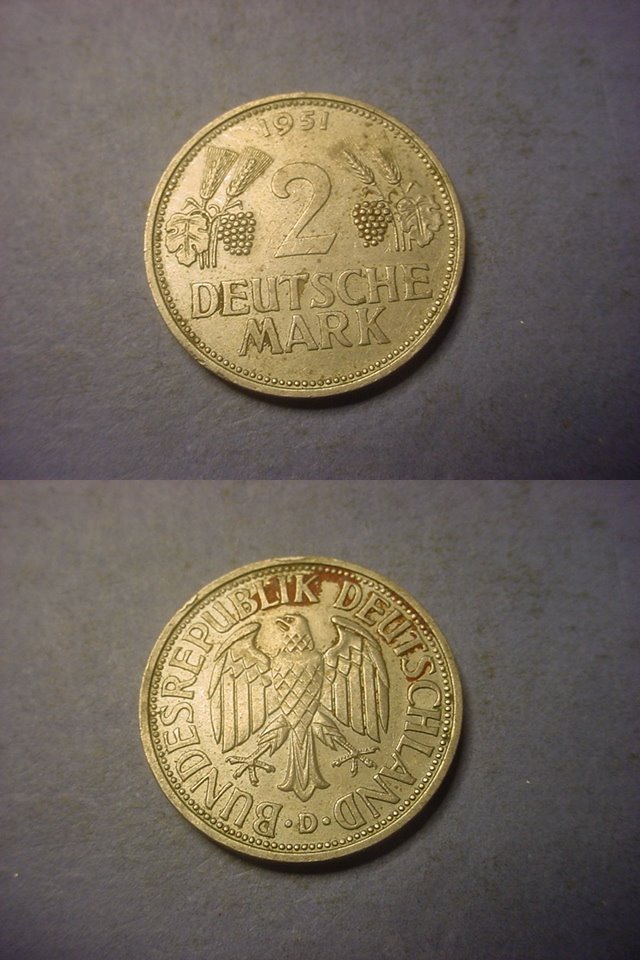 1951
2
DEUTSCHE
MARK
BUNDESREPUBLIK DEUTSCHLAND
·D·